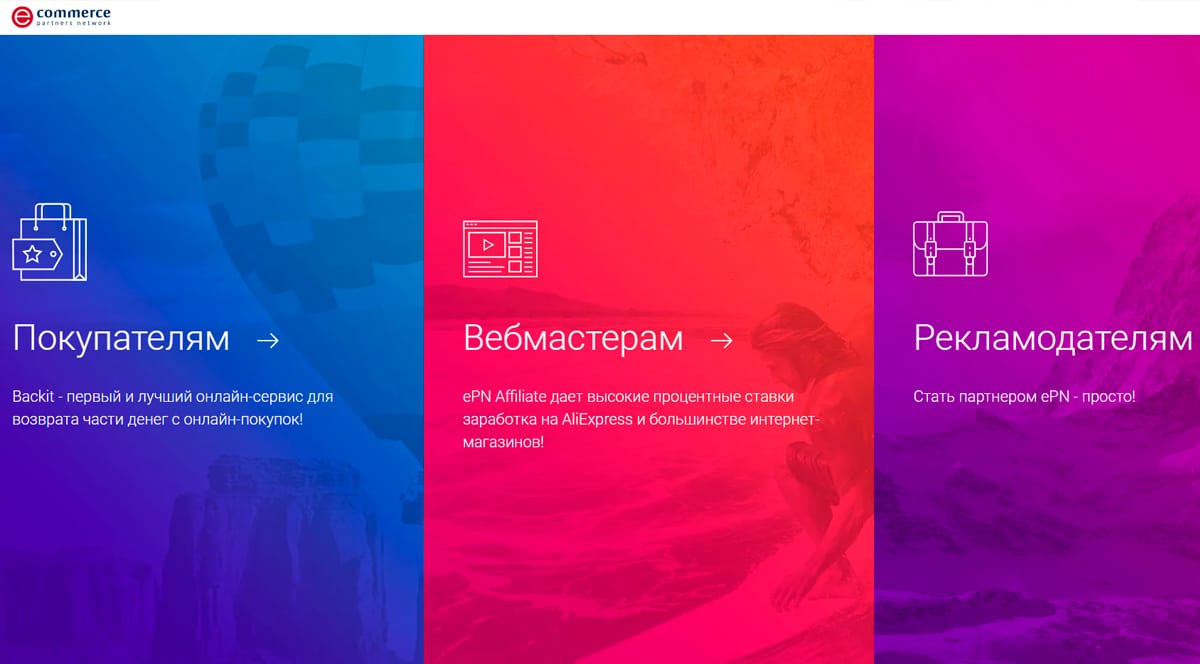 e commerce
partners network
Покупателям →
Backit - первый и лучший онлайн-сервис для
возврата части денег с онлайн-покупок!
Вебмастерам →
ePN Affiliate дает высокие процентные ставки
заработка на AliExpress и большинстве интернет-
магазинов!
Рекламодателям
Стать партнером ePN - просто!